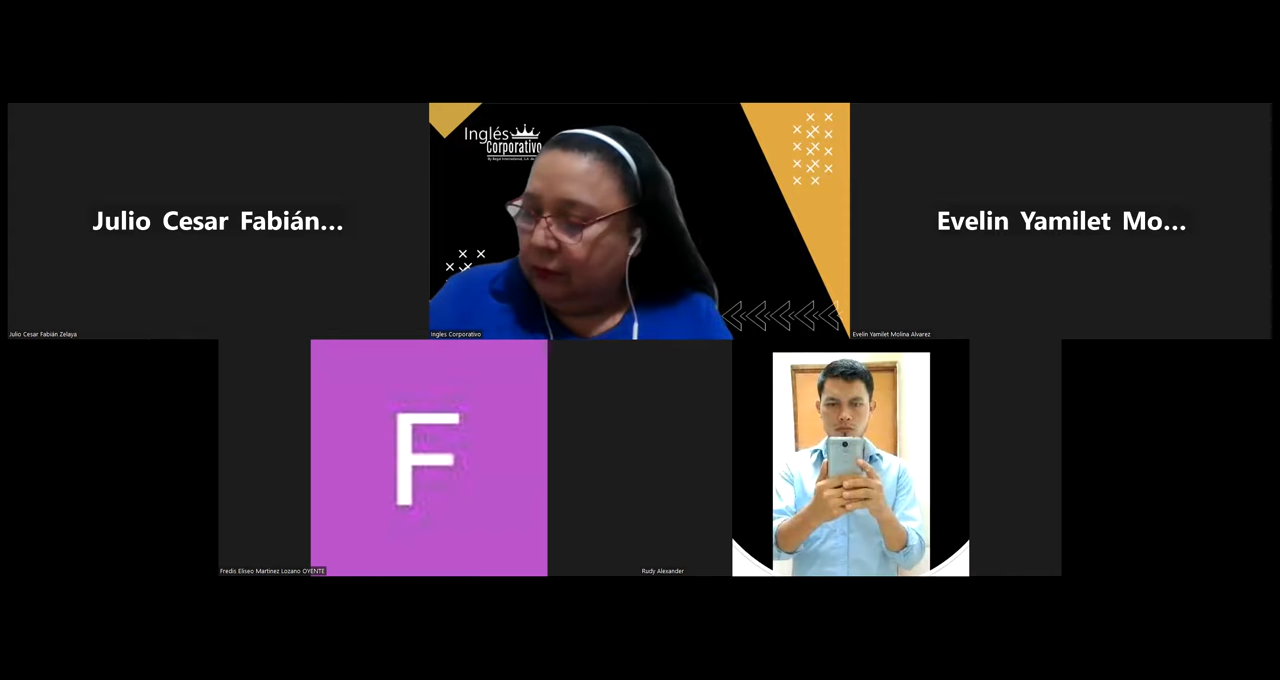 Julio Cesar Fabián...
Inglés
Corporativo
Evelin Yamilet Mo...
Julio Cesar Fabián Zelaya
Ingles Corporativo
Evelin Yamilet Molina Alvarez
F
Fredis Eliseo Martinez Lozano OYENTE
Rudy Alexander